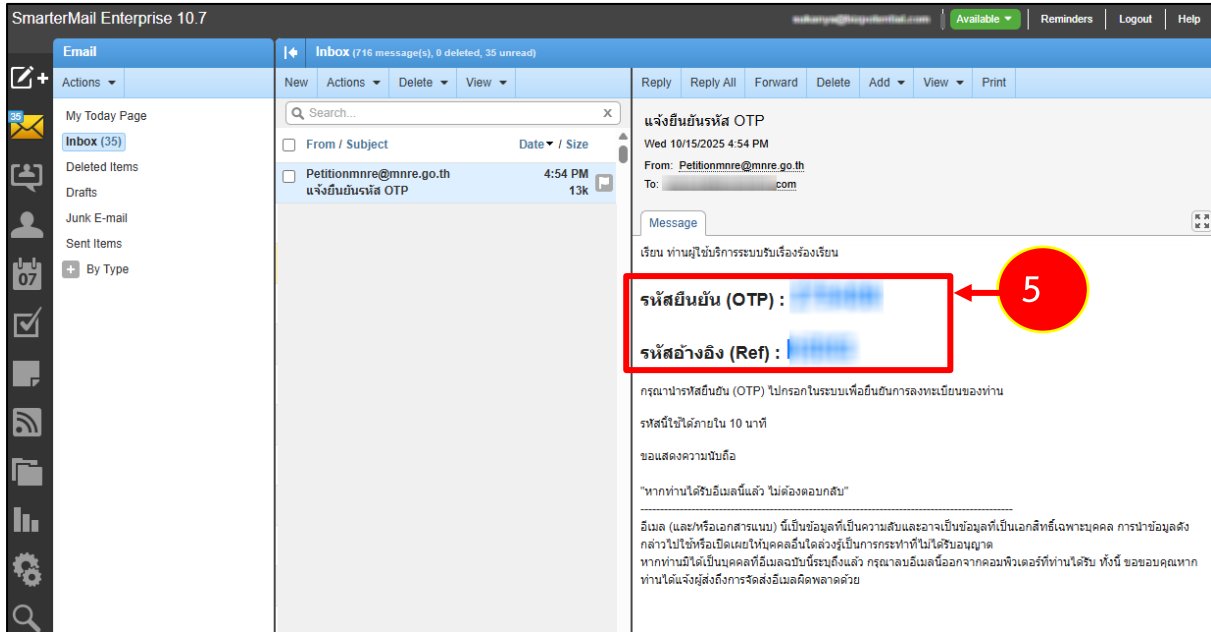 SmarterMail Enterprise 10.7
Available
Reminders
Logout
Help
Email
Inbox (716 message(s), 0 deleted, 35 unread)
Actions
New
Actions
Delete
View
Reply
Reply All
Forward
Delete
Add
View
Print
35
07
My Today Page
Inbox (35)
Deleted Items
Drafts
Junk E-mail
Sent Items
By Type
Search...
x
From / Subject
Date / Size
Petitionmnre@mnre.go.th
4:54 PM
แจ้งยืนยันรหัส OTP
13k
แจ้งยืนยันรหัส OTP
Wed 10/15/2025 4:54 PM
From: Petitionmnre@mnre.go.th
To: com
Message
เรียน ท่านผู้ใช้บริการระบบรับเรื่องร้องเรียน
รหัสยืนยัน (OTP) :
5
รหัสอ้างอิง (Ref) :
กรุณานำรหัสยืนยัน (OTP) ไปกรอกในระบบเพื่อยืนยันการลงทะเบียนของท่าน
รหัสนี้ใช้ได้ภายใน 10 นาที
ขอแสดงความนับถือ
"หากท่านได้รับอีเมลนี้แล้ว ไม่ต้องตอบกลับ"
อีเมล (และ/หรือเอกสารแนบ) นี้เป็นข้อมูลที่เป็นความลับและอาจเป็นข้อมูลที่เป็นเอกสิทธิ์เฉพาะบุคคล การนำข้อมูลดัง
กล่าวไปใช้หรือเปิดเผยให้บุคคลอื่นใดล่วงรู้เป็นการกระทำที่ไม่ได้รับอนุญาต
หากท่านมิได้เป็นบุคคลที่อีเมลฉบับนี้ระบุถึงแล้ว กรุณาลบอีเมลนี้ออกจากคอมพิวเตอร์ที่ท่านได้รับ ทั้งนี้ ขอขอบคุณหาก
ท่านได้แจ้งผู้ส่งถึงการจัดส่งอีเมลผิดพลาดด้วย